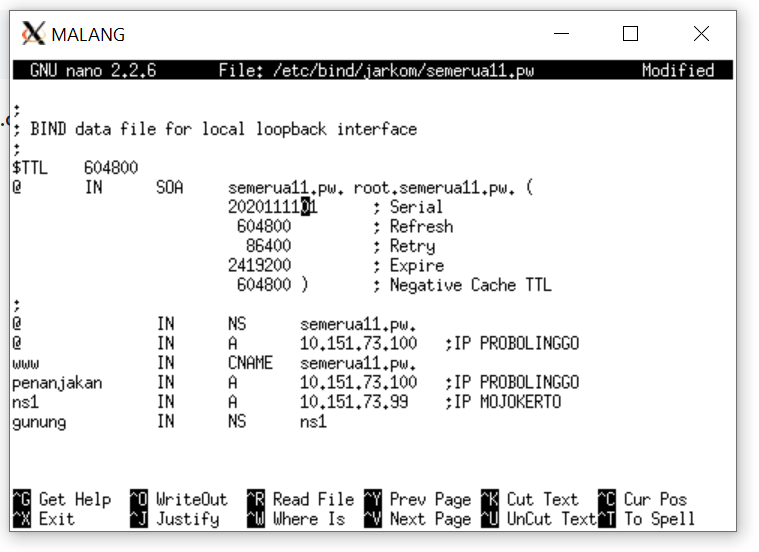 MALANG
GNU nano 2.2.6 File: /etc/bind/jarkom/semerua11.pw Modified
;
; BIND data file for local loopback interface
;
$TTL 604800
@ IN SOA semerua11.pw. root.semerua11.pw. (
2020111101 ; Serial
604800 ; Refresh
86400 ; Retry
2419200 ; Expire
604800 ) ; Negative Cache TTL
;
@ IN NS semerua11.pw.
@ IN A 10.151.73.100 ;IP PROBOLINGGO
www IN CNAME semerua11.pw.
penanjakan IN A 10.151.73.100 ;IP PROBOLINGGO
ns1 IN A 10.151.73.99 ;IP MOJOKERTO
gunung IN NS ns1
^G Get Help ^O WriteOut ^R Read File ^Y Prev Page ^K Cut Text ^C Cur Pos
^X Exit ^J Justify ^W Where Is ^V Next Page ^U UnCut Text ^T To Spell